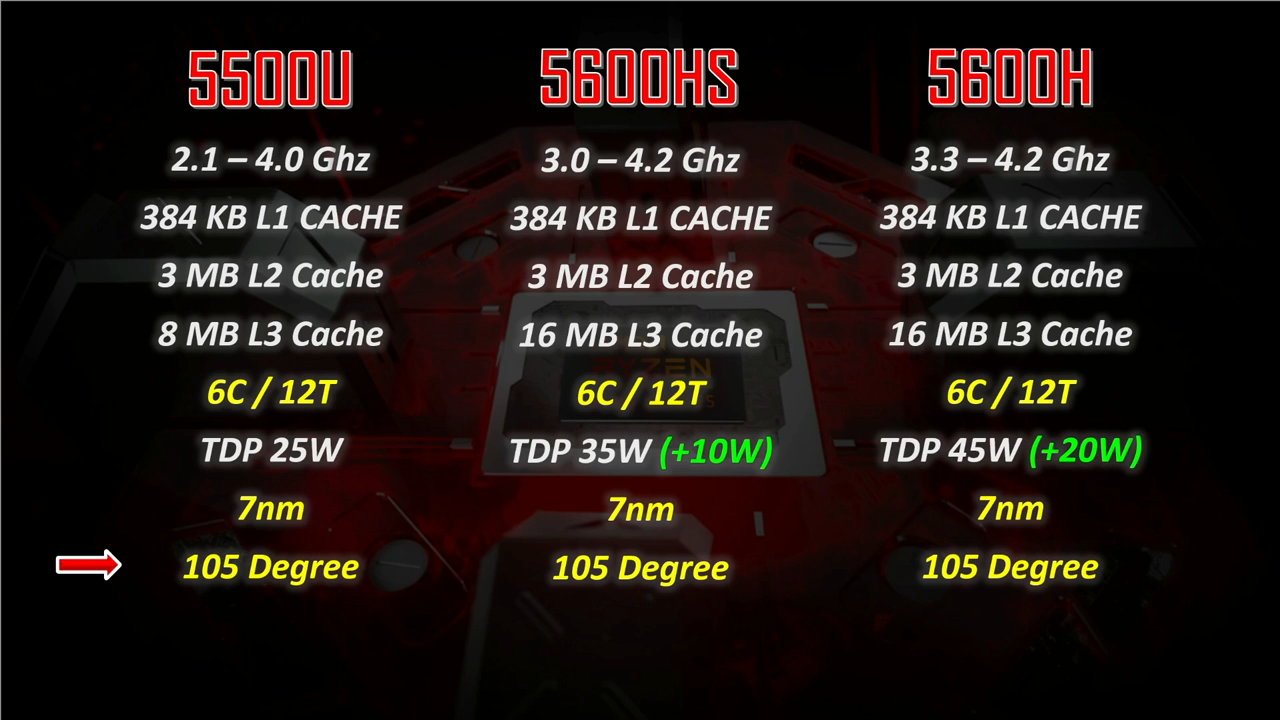 5500U 5600HS 5600H
2.1 – 4.0 Ghz 3.0 – 4.2 Ghz 3.3 – 4.2 Ghz
384 KB L1 CACHE 384 KB L1 CACHE 384 KB L1 CACHE
3 MB L2 Cache 3 MB L2 Cache 3 MB L2 Cache
8 MB L3 Cache 16 MB L3 Cache 16 MB L3 Cache
RYZEN
6C / 12T 6C / 12T 6C / 12T
5
TDP 25W TDP 35W (+10W) TDP 45W (+20W)
7nm 7nm 7nm
105 Degree 105 Degree 105 Degree